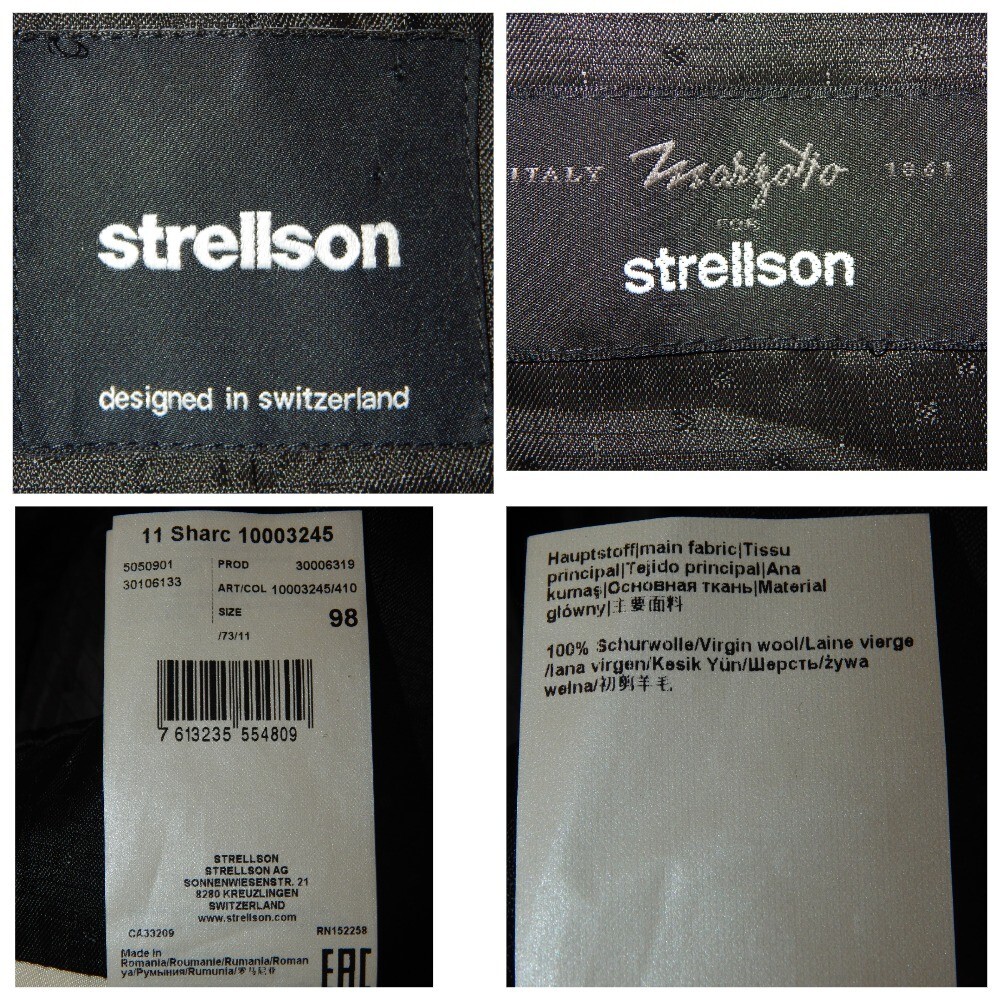 strellson
designed in switzerland
ITALY Marzotto 1861
FOR
strellson
11 Sharc 10003245
5050901 PROD 30006319
30106133 ART/COL 10003245/410
SIZE 98
/73/11
7 613235 554809
STRELLSON
STRELLSON AG
SONNENWIESENSTR. 21
8280 KREUZLINGEN
SWITZERLAND
www.strellson.com
CA33209 RN152258
Made in
Romania/Roumanie/Rumania/Roman
ya/Румыния/Rumunia/罗马尼亚
EAC
Hauptstoff|main fabric|Tissu
principal|Tejido principal|Ana
kumaş|Основная ткань|Material
główny|主要面料
100% Schurwolle/Virgin wool/Laine vierge
/lana virgen/Kesik Yün/Шерсть/żywa
wełna/初剪羊毛